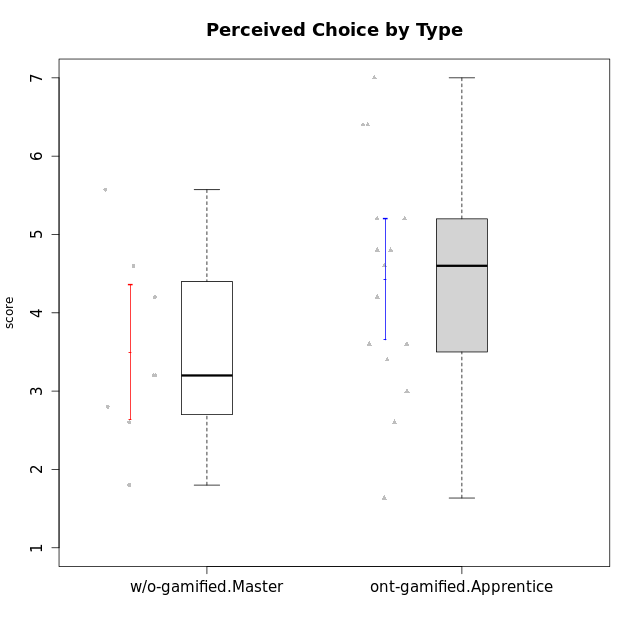 Perceived Choice by Type
score
7
6
5
4
3
2
1
w/o-gamified.Master
ont-gamified.Apprentice